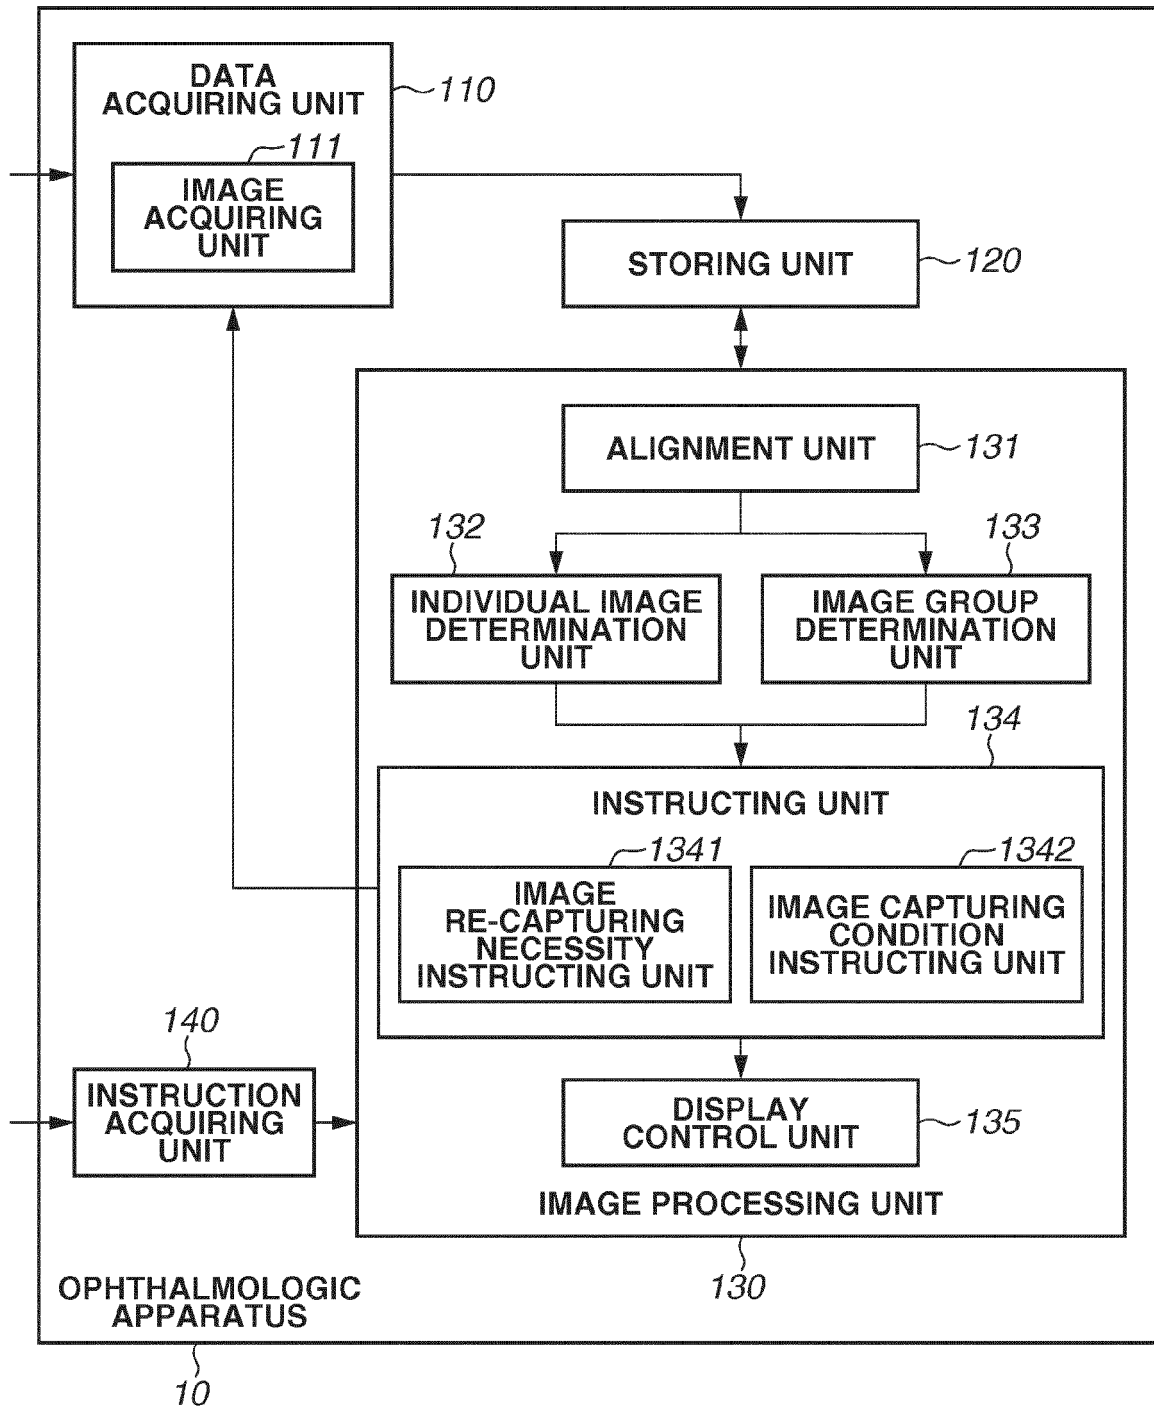 DATA
ACQUIRING UNIT
110
111
IMAGE
ACQUIRING
UNIT
STORING UNIT
120
ALIGNMENT UNIT
131
132
133
INDIVIDUAL IMAGE
DETERMINATION
UNIT
IMAGE GROUP
DETERMINATION
UNIT
134
INSTRUCTING UNIT
1341
1342
IMAGE
RE-CAPTURING
NECESSITY
INSTRUCTING UNIT
IMAGE CAPTURING
CONDITION
INSTRUCTING UNIT
140
INSTRUCTION
ACQUIRING
UNIT
DISPLAY
CONTROL UNIT
135
IMAGE PROCESSING UNIT
130
OPHTHALMOLOGIC
APPARATUS
10